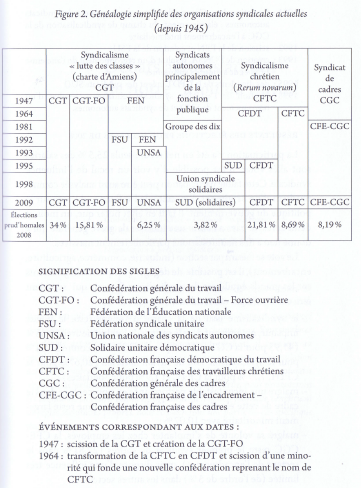 Figure 2. Généalogie simplifiée des organisations syndicales actuelles
(depuis 1945)
Syndicalisme
« lutte des classes »
(charte d'Amiens)
CGT
Syndicats
autonomes
principalement
de la
fonction
publique
Syndicalisme
chrétien
(Rerum novarum)
CFTC
Syndicat
de
cadres
CGC
1947 CGT CGT-FO FEN
1964 CFDT CFTC
1981 Groupe des dix CFE-CGC
1992 FSU FEN
1993 UNSA
1995 SUD CFDT
1998 Union syndicale
solidaires
2009 CGT CGT-FO FSU UNSA SUD (solidaires) CFDT CFTC CFE-CGC
Élections
prud'homales
2008
34 % 15,81 % 6,25 % 3,82 % 21,81 % 8,69 % 8,19 %
SIGNIFICATION DES SIGLES
CGT : Confédération générale du travail
CGT-FO : Confédération générale du travail – Force ouvrière
FEN : Fédération de l'Éducation nationale
FSU : Fédération syndicale unitaire
UNSA : Union nationale des syndicats autonomes
SUD : Solidaire unitaire démocratique
CFDT : Confédération française démocratique du travail
CFTC : Confédération française des travailleurs chrétiens
CGC : Confédération générale des cadres
CFE-CGC : Confédération française de l'encadrement –
Confédération française des cadres
ÉVÉNEMENTS CORRESPONDANT AUX DATES :
1947 : scission de la CGT et création de la CGT-FO
1964 : transformation de la CFTC en CFDT et scission d'une mino-
rité qui fonde une nouvelle confédération reprenant le nom de
CFTC